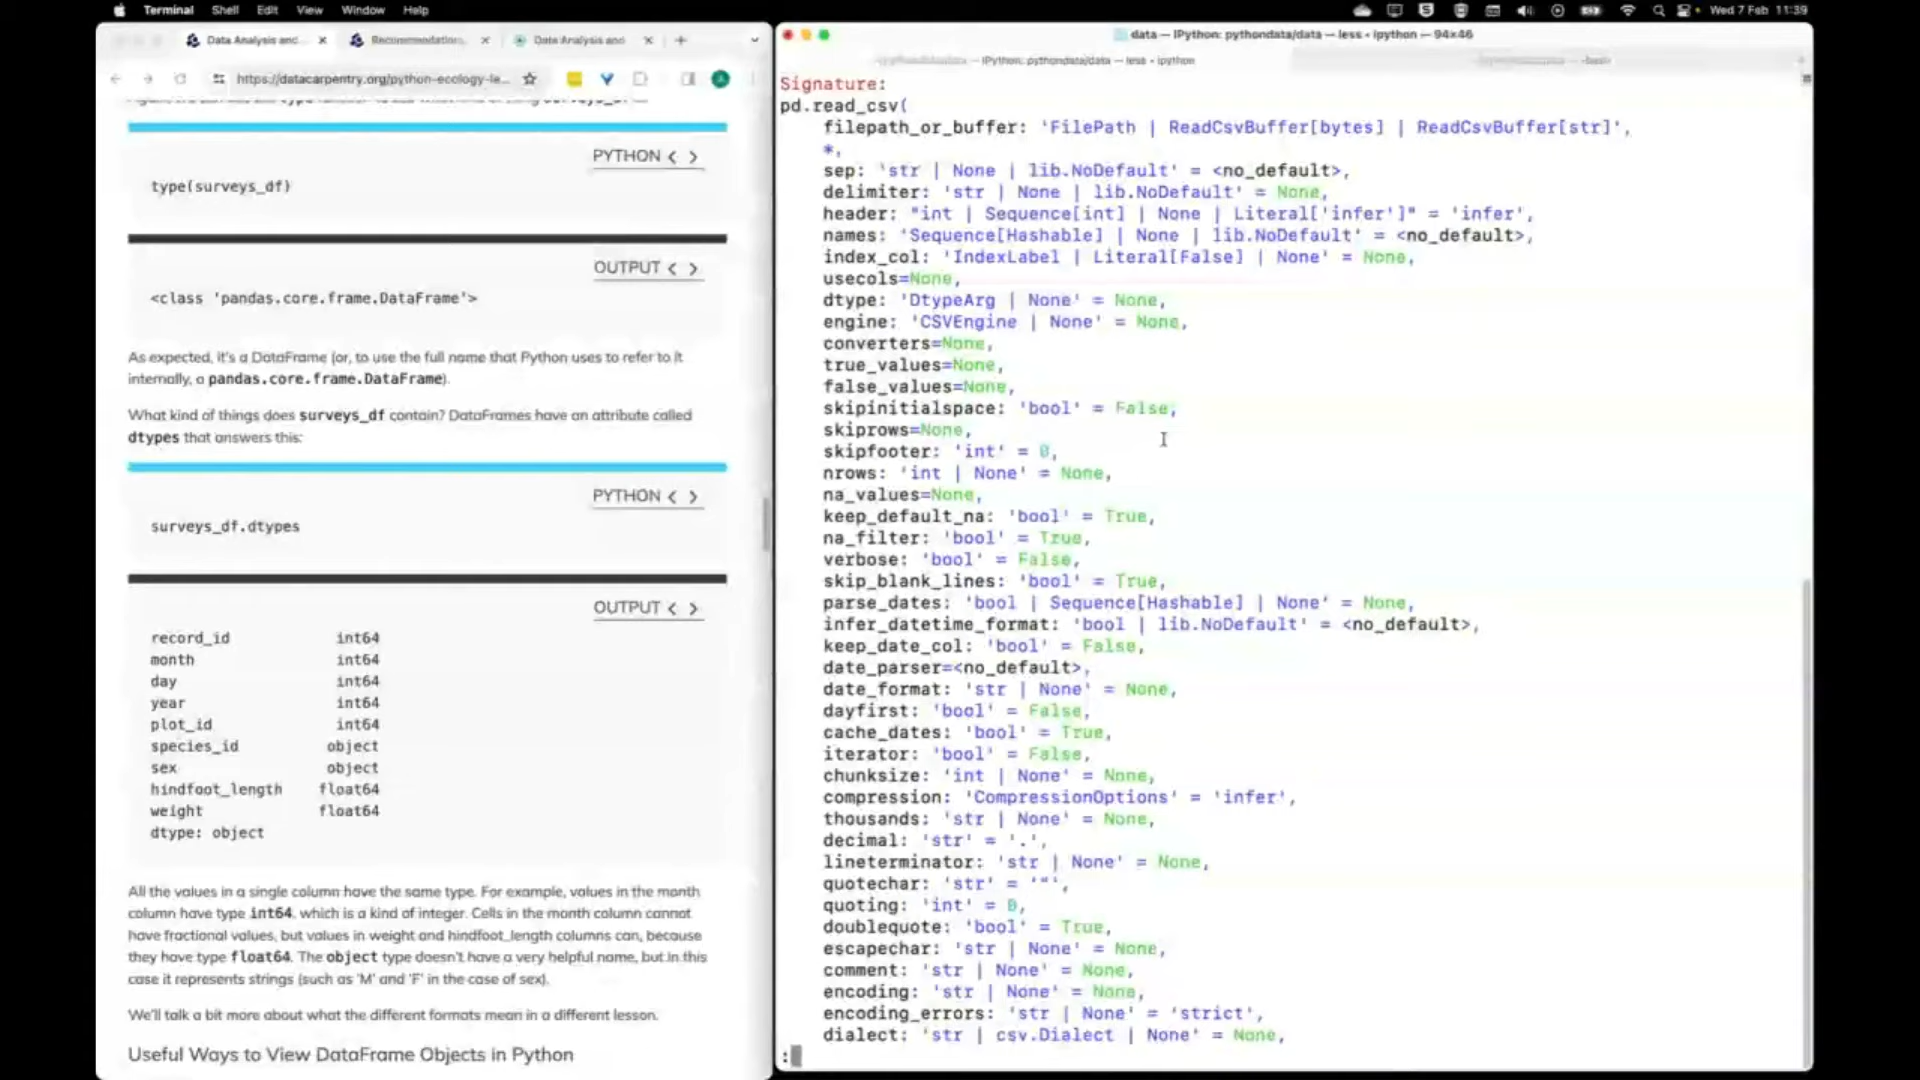 Terminal Shell Edit View Window Help
Wed 7 Feb 11:39
Data Analysis and
Recommendation
Data Analysis and
https://datacarpentry.org/python-ecology-le...
PYTHON < >
type(surveys_df)
OUTPUT < >
<class 'pandas.core.frame.DataFrame'>
As expected, it's a DataFrame (or, to use the full name that Python uses to refer to it
internally, a pandas.core.frame.DataFrame).
What kind of things does surveys_df contain? DataFrames have an attribute called
dtypes that answers this:
PYTHON < >
surveys_df.dtypes
OUTPUT < >
record_id int64
month int64
day int64
year int64
plot_id int64
species_id object
sex object
hindfoot_length float64
weight float64
dtype: object
All the values in a single column have the same type. For example, values in the month
column have type int64, which is a kind of integer. Cells in the month column cannot
have fractional values, but values in weight and hindfoot_length columns can, because
they have type float64. The object type doesn't have a very helpful name, but in this
case it represents strings (such as 'M' and 'F' in the case of sex).
We'll talk a bit more about what the different formats mean in a different lesson.
Useful Ways to View DataFrame Objects in Python
data — IPython: pythondata/data — less • ipython — 94×46
IPython: pythondata/data — less • ipython
Signature:
pd.read_csv(
filepath_or_buffer: 'FilePath | ReadCsvBuffer[bytes] | ReadCsvBuffer[str]',
*,
sep: 'str | None | lib.NoDefault' = <no_default>,
delimiter: 'str | None | lib.NoDefault' = None,
header: "int | Sequence[int] | None | Literal['infer']" = 'infer',
names: 'Sequence[Hashable] | None | lib.NoDefault' = <no_default>,
index_col: 'IndexLabel | Literal[False] | None' = None,
usecols=None,
dtype: 'DtypeArg | None' = None,
engine: 'CSVEngine | None' = None,
converters=None,
true_values=None,
false_values=None,
skipinitialspace: 'bool' = False,
skiprows=None,
skipfooter: 'int' = 0,
nrows: 'int | None' = None,
na_values=None,
keep_default_na: 'bool' = True,
na_filter: 'bool' = True,
verbose: 'bool' = False,
skip_blank_lines: 'bool' = True,
parse_dates: 'bool | Sequence[Hashable] | None' = None,
infer_datetime_format: 'bool | lib.NoDefault' = <no_default>,
keep_date_col: 'bool' = False,
date_parser=<no_default>,
date_format: 'str | None' = None,
dayfirst: 'bool' = False,
cache_dates: 'bool' = True,
iterator: 'bool' = False,
chunksize: 'int | None' = None,
compression: 'CompressionOptions' = 'infer',
thousands: 'str | None' = None,
decimal: 'str' = '.',
lineterminator: 'str | None' = None,
quotechar: 'str' = '"',
quoting: 'int' = 0,
doublequote: 'bool' = True,
escapechar: 'str | None' = None,
comment: 'str | None' = None,
encoding: 'str | None' = None,
encoding_errors: 'str | None' = 'strict',
dialect: 'str | csv.Dialect | None' = None,
: